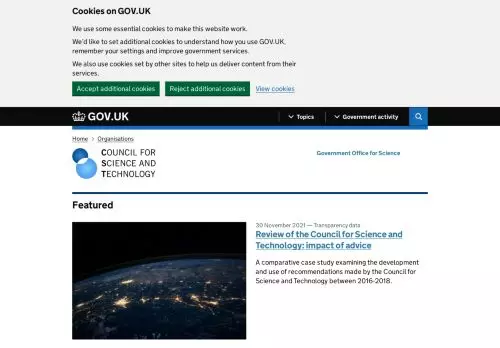 Cookies on GOV.UK
We use some essential cookies to make this website work.
We'd like to set additional cookies to understand how you use GOV.UK,
remember your settings and improve government services.
We also use cookies set by other sites to help us deliver content from their
services.
Accept additional cookies Reject additional cookies View cookies
GOV.UK Topics Government activity
Home Organisations
COUNCIL FOR
SCIENCE AND
TECHNOLOGY
Government Office for Science
Featured
30 November 2021 — Transparency data
Review of the Council for Science and
Technology: impact of advice
A comparative case study examining the development
and use of recommendations made by the Council for
Science and Technology between 2016-2018.